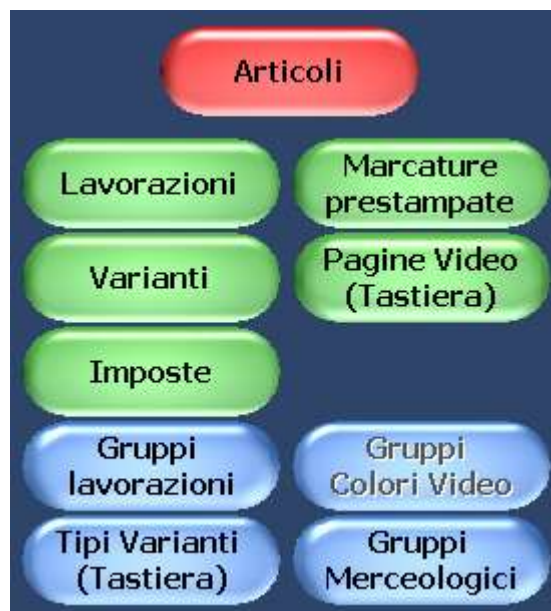 Articoli
Lavorazioni
Marcature
prestampate
Varianti
Pagine Video
(Tastiera)
Imposte
Gruppi
lavorazioni
Gruppi
Colori Video
Tipi Varianti
(Tastiera)
Gruppi
Merceologici